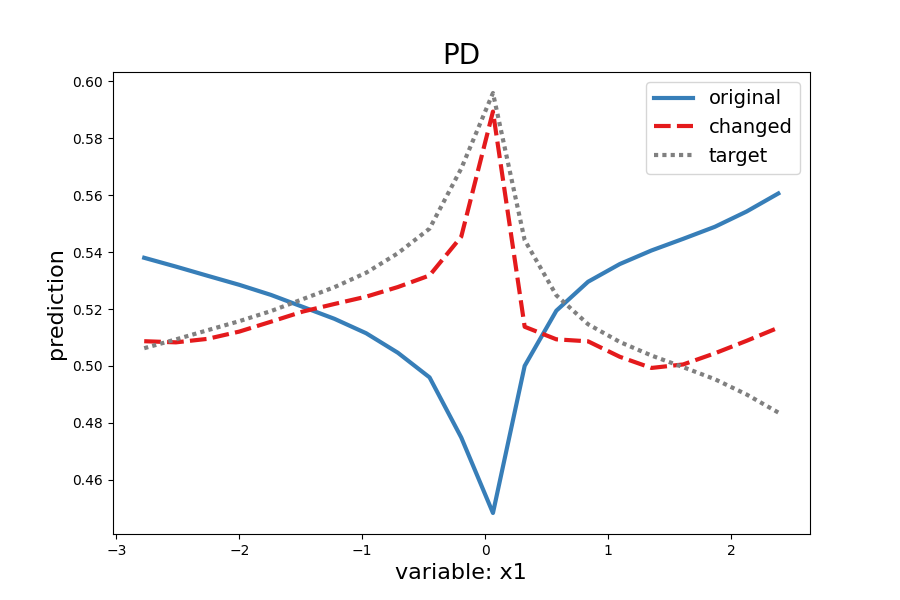 PD
0.60
0.58
0.56
0.54
0.52
0.50
0.48
0.46
prediction
original
changed
target
−3
−2
−1
0
1
2
variable: x1